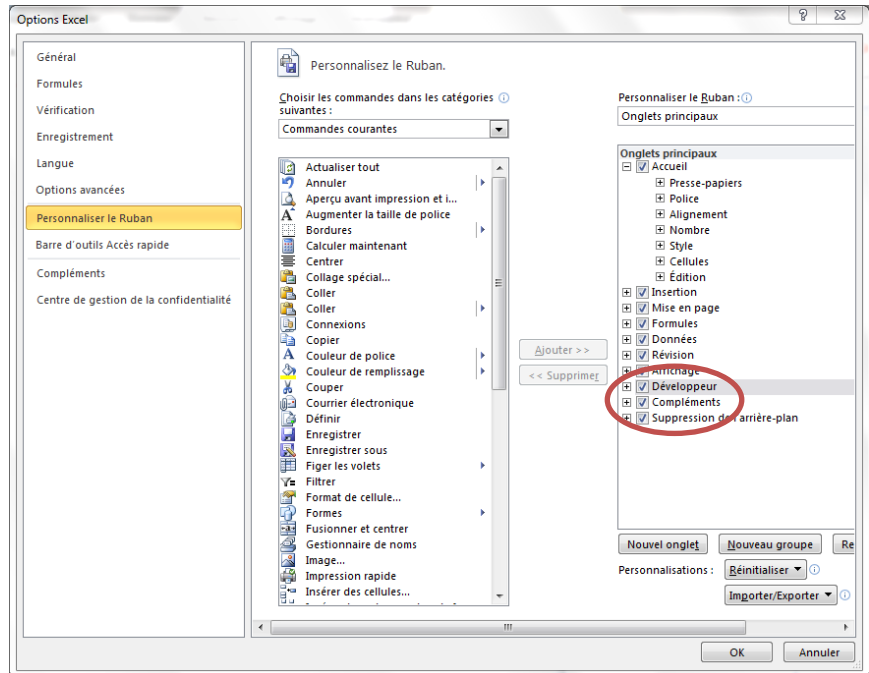 Options Excel
Général
Formules
Vérification
Enregistrement
Langue
Options avancées
Personnaliser le Ruban
Barre d'outils Accès rapide
Compléments
Centre de gestion de la confidentialité
Personnalisez le Ruban.
Choisir les commandes dans les catégories
suivantes :
Commandes courantes
Actualiser tout
Annuler
Aperçu avant impression et i...
Augmenter la taille de police
Bordures
Calculer maintenant
Centrer
Collage spécial...
Coller
Coller
Connexions
Copier
Couleur de police
Couleur de remplissage
Couper
Courrier électronique
Définir
Enregistrer
Enregistrer sous
Figer les volets
Filtrer
Format de cellule...
Formes
Fusionner et centrer
Gestionnaire de noms
Image...
Impression rapide
Insérer des cellules...
Ajouter >>
<< Supprimer
Personnaliser le Ruban :
Onglets principaux
Onglets principaux
Accueil
Presse-papiers
Police
Alignement
Nombre
Style
Cellules
Édition
Insertion
Mise en page
Formules
Données
Révision
Affichage
Développeur
Compléments
Suppression de l'arrière-plan
Nouvel onglet
Nouveau groupe
Re
Personnalisations :
Réinitialiser
Importer/Exporter
OK
Annuler